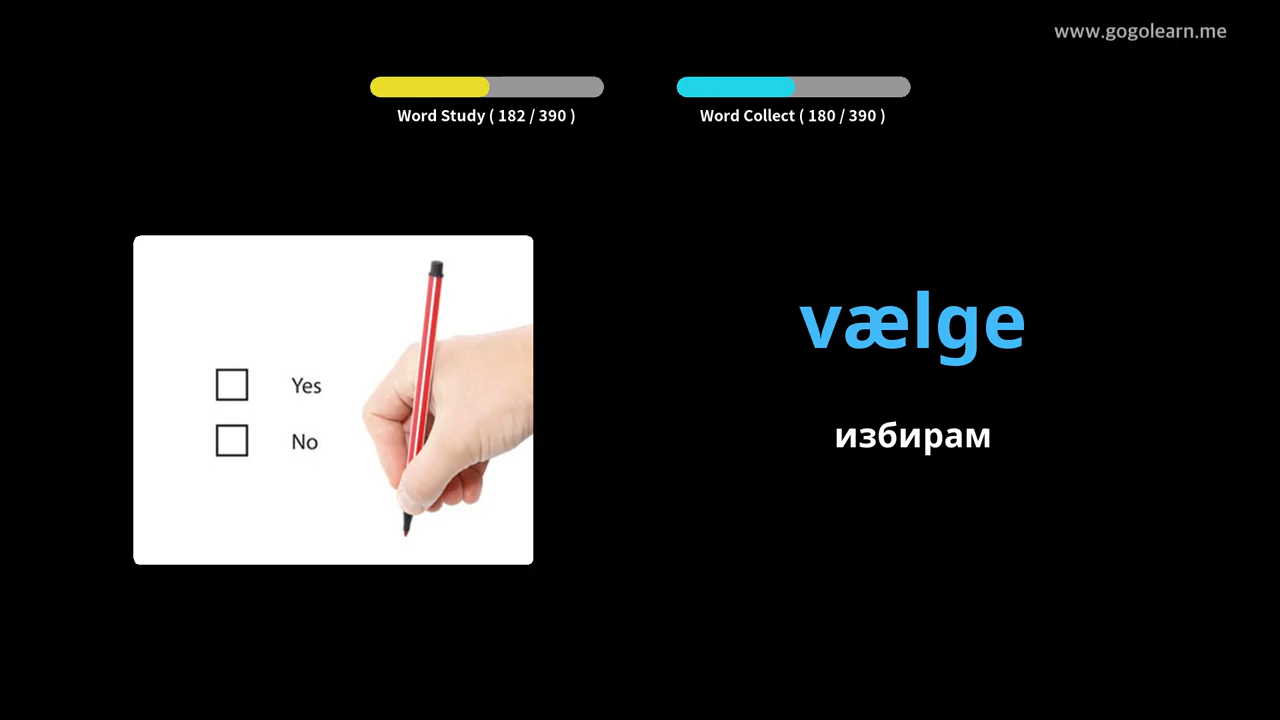 www.gogolearn.me
Word Study ( 182 / 390 )
Word Collect ( 180 / 390 )
Yes
No
vælge
избирам